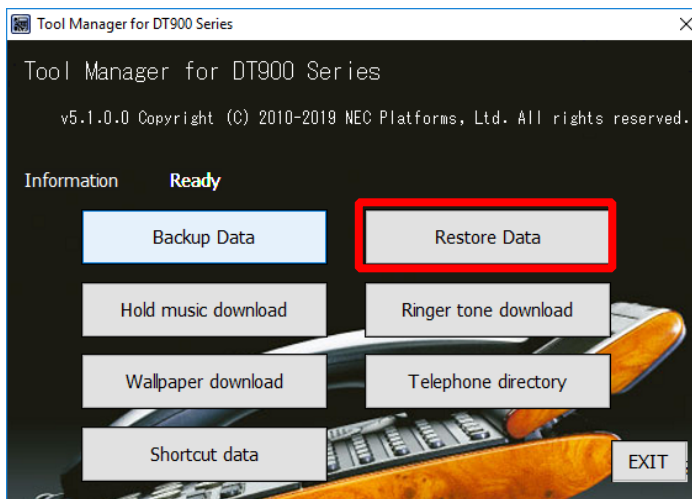 Tool Manager for DT900 Series
Tool Manager for DT900 Series
v5.1.0.0 Copyright (C) 2010-2019 NEC Platforms, Ltd. All rights reserved.
Information Ready
Backup Data Restore Data
Hold music download Ringer tone download
Wallpaper download Telephone directory
Shortcut data
EXIT